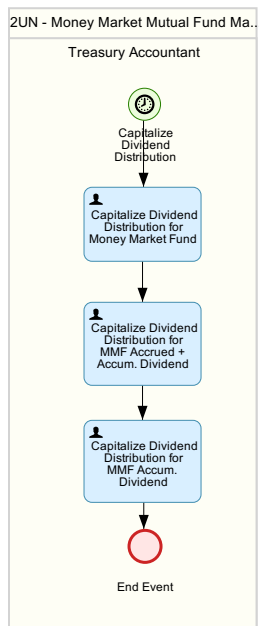 2UN - Money Market Mutual Fund Ma..
Treasury Accountant
Capitalize
Dividend
Distribution
Capitalize Dividend
Distribution for
Money Market Fund
Capitalize Dividend
Distribution for
MMF Accrued +
Accum. Dividend
Capitalize Dividend
Distribution for
MMF Accum.
Dividend
End Event